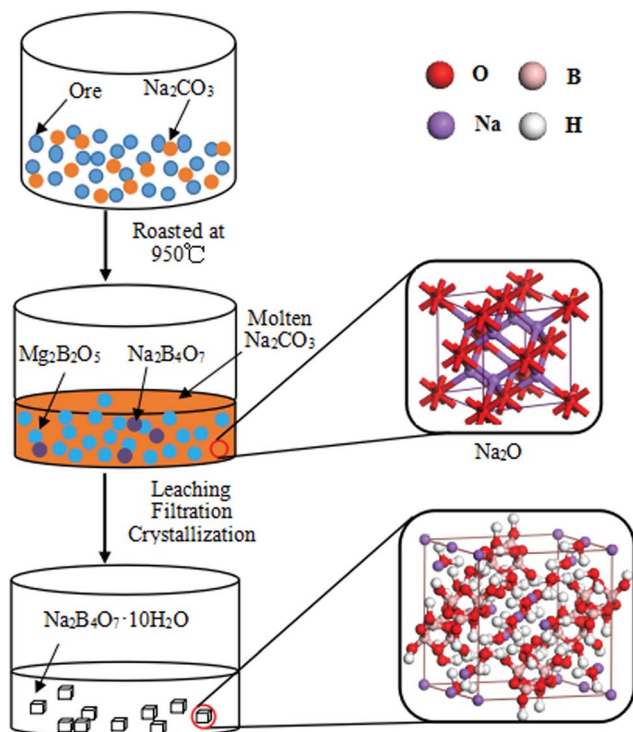 Ore
Na₂CO₃
O
B
Na
H
Roasted at
950℃
Molten
Na₂CO₃
Mg₂B₂O₅
Na₂B₄O₇
Na₂O
Leaching
Filtration
Crystallization
Na₂B₄O₇·10H₂O